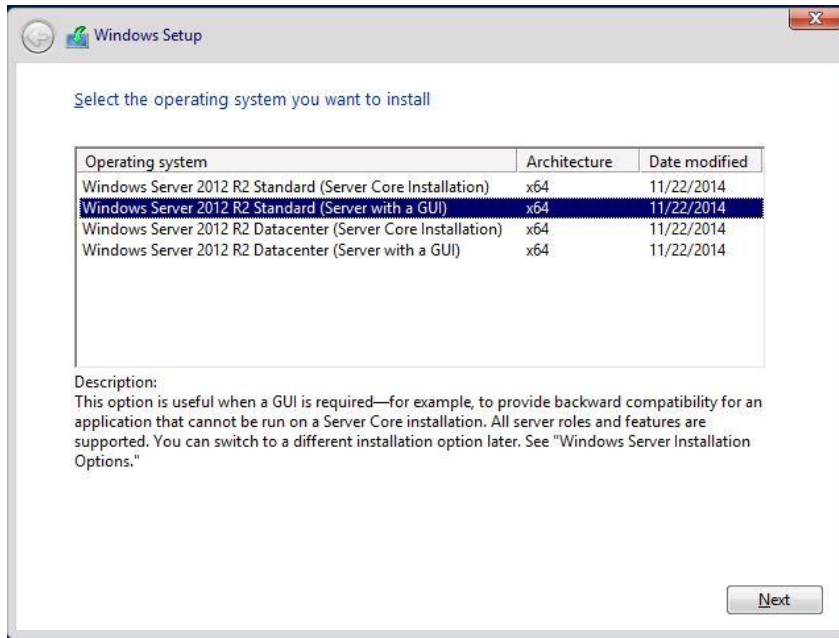 Windows Setup
Select the operating system you want to install
Operating system Architecture Date modified
Windows Server 2012 R2 Standard (Server Core Installation) x64 11/22/2014
Windows Server 2012 R2 Standard (Server with a GUI) x64 11/22/2014
Windows Server 2012 R2 Datacenter (Server Core Installation) x64 11/22/2014
Windows Server 2012 R2 Datacenter (Server with a GUI) x64 11/22/2014
Description:
This option is useful when a GUI is required—for example, to provide backward compatibility for an
application that cannot be run on a Server Core installation. All server roles and features are
supported. You can switch to a different installation option later. See "Windows Server Installation
Options."
Next